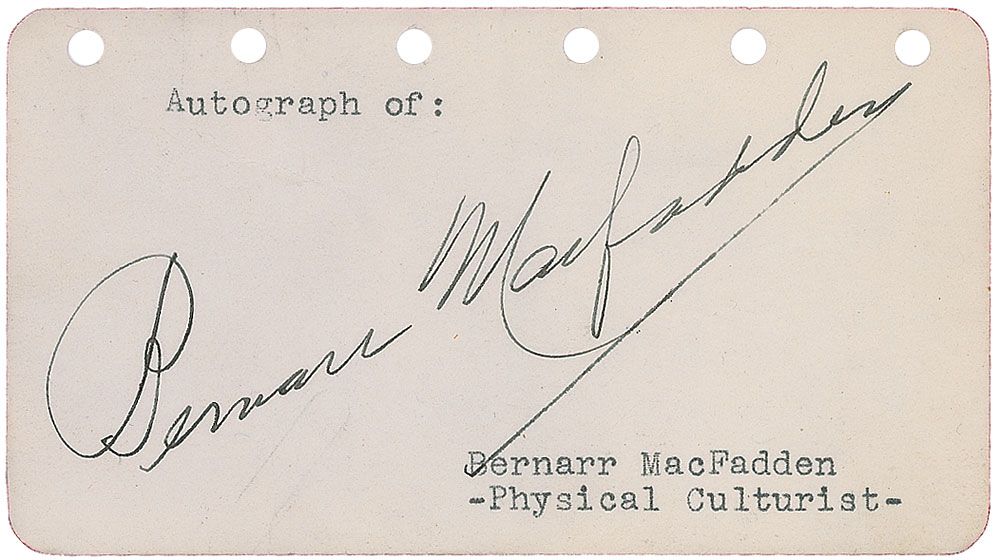 Autograph of:
Bernarr Macfadden
Bernarr MacFadden
-Physical Culturist-